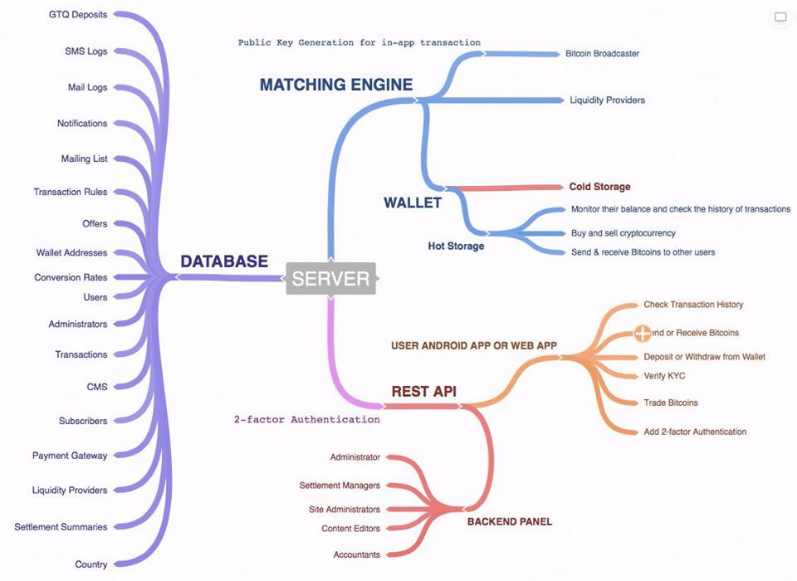 GTQ Deposits
SMS Logs
Mail Logs
Notifications
Mailing List
Transaction Rules
Offers
Wallet Addresses
Conversion Rates
Users
Administrators
Transactions
CMS
Subscribers
Payment Gateway
Liquidity Providers
Settlement Summaries
Country
DATABASE
SERVER
Public Key Generation for in-app transaction
MATCHING ENGINE
Bitcoin Broadcaster
Liquidity Providers
WALLET
Cold Storage
Hot Storage
Monitor their balance and check the history of transactions
Buy and sell cryptocurrency
Send & receive Bitcoins to other users
USER ANDROID APP OR WEB APP
Check Transaction History
nd or Receive Bitcoins
Deposit or Withdraw from Wallet
Verify KYC
Trade Bitcoins
Add 2-factor Authentication
REST API
2-factor Authentication
Administrator
Settlement Managers
Site Administrators
Content Editors
Accountants
BACKEND PANEL